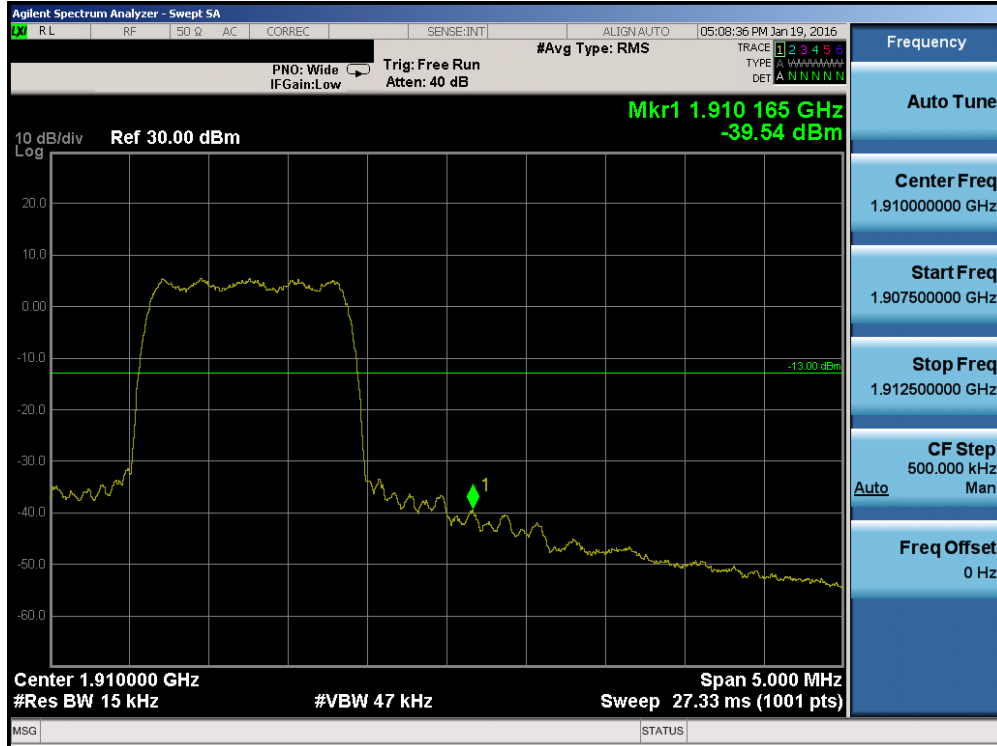 Agilent Spectrum Analyzer - Swept SA
LXI RL RF 50 Ω AC CORREC SENSE:INT ALIGNAUTO 05:08:36 PM Jan 19, 2016
#Avg Type: RMS TRACE 1 2 3 4 5 6
PNO: Wide Trig: Free Run TYPE A
IFGain:Low Atten: 40 dB DET A N N N N N
Mkr1 1.910 165 GHz
-39.54 dBm
10 dB/div Ref 30.00 dBm
Log
20.0
10.0
0.00
-10.0
-13.00 dBm
-20.0
-30.0
1
-40.0
-50.0
-60.0
Center 1.910000 GHz Span 5.000 MHz
#Res BW 15 kHz #VBW 47 kHz Sweep 27.33 ms (1001 pts)
MSG STATUS
Frequency
Auto Tune
Center Freq
1.910000000 GHz
Start Freq
1.907500000 GHz
Stop Freq
1.912500000 GHz
CF Step
500.000 kHz
Auto Man
Freq Offset
0 Hz